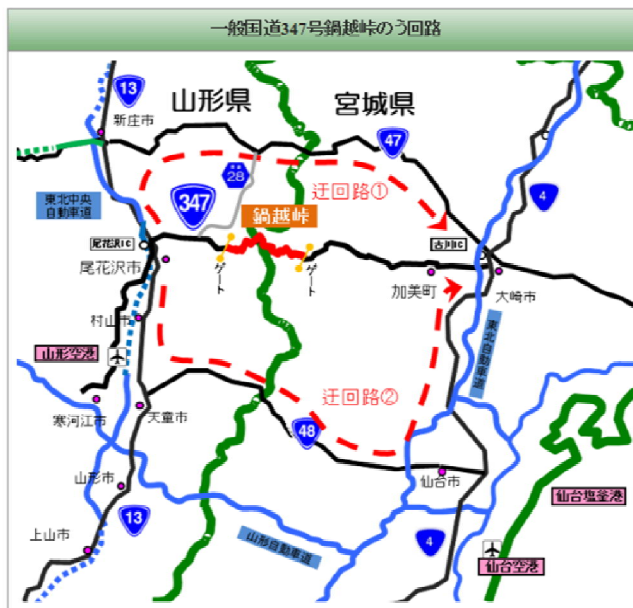 一般国道347号鍋越峠のう回路
13
山形県
宮城県
新庄市
47
28
迂回路①
4
347
東北中央
自動車道
鍋越峠
尾花沢IC
古川IC
尾花沢市
ゲート
ゲート
加美町
大崎市
村山市
東北自動車道
山形空港
迂回路②
寒河江市
天童市
48
山形市
仙台市
仙台塩釜港
13
上山市
山形自動車道
4
仙台空港